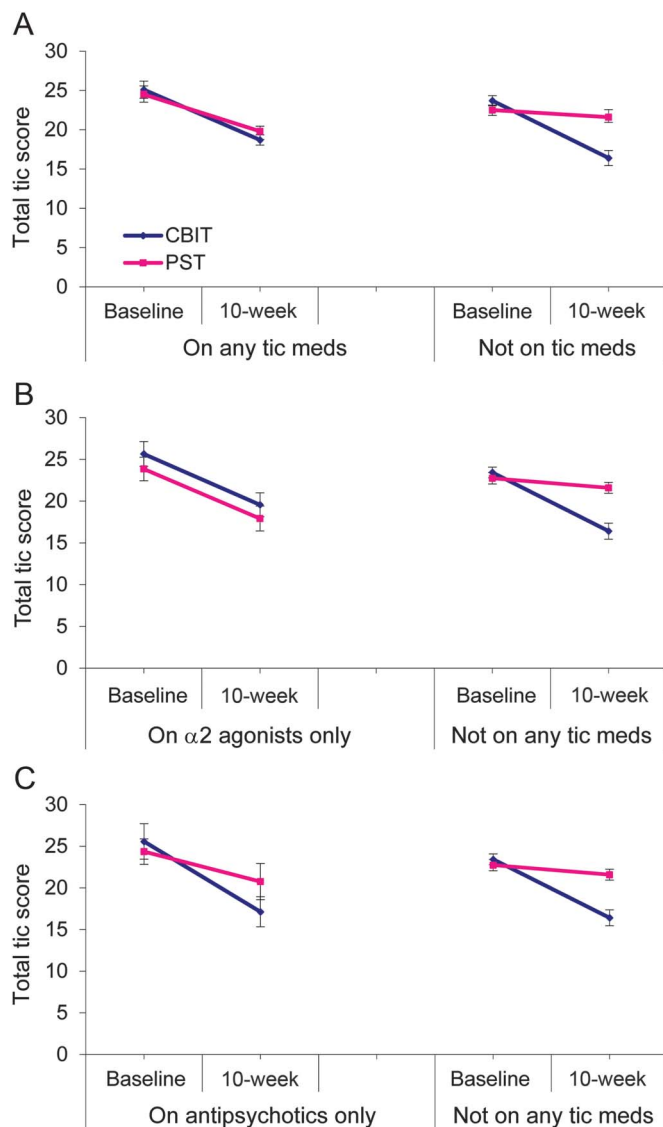 A
Total tic score
30
25
20
15
10
5
0
CBIT
PST
Baseline 10-week Baseline 10-week
On any tic meds Not on tic meds
B
Total tic score
30
25
20
15
10
5
0
Baseline 10-week Baseline 10-week
On α2 agonists only Not on any tic meds
C
Total tic score
30
25
20
15
10
5
0
Baseline 10-week Baseline 10-week
On antipsychotics only Not on any tic meds